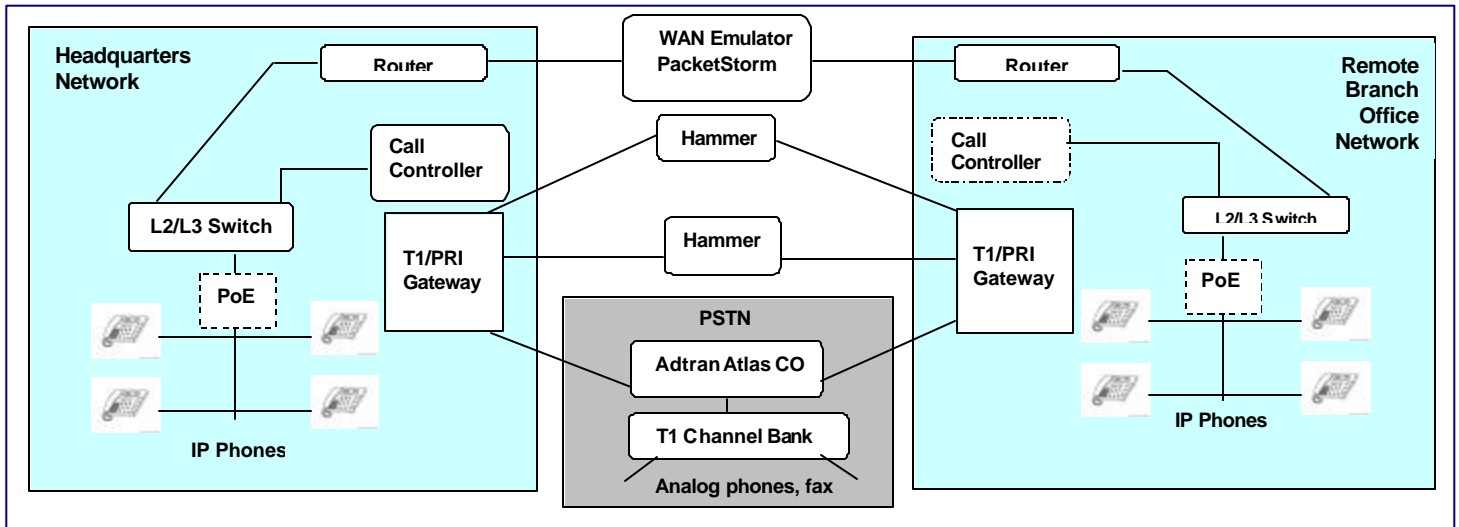 Headquarters
Network
Router
WAN Emulator
PacketStorm
Router
Remote
Branch
Office
Network
Call
Controller
Hammer
Call
Controller
L2/L3 Switch
T1/PRI
Gateway
Hammer
T1/PRI
Gateway
L2/L3 Switch
PoE
PoE
PSTN
Adtran Atlas CO
T1 Channel Bank
Analog phones, fax
IP Phones
IP Phones